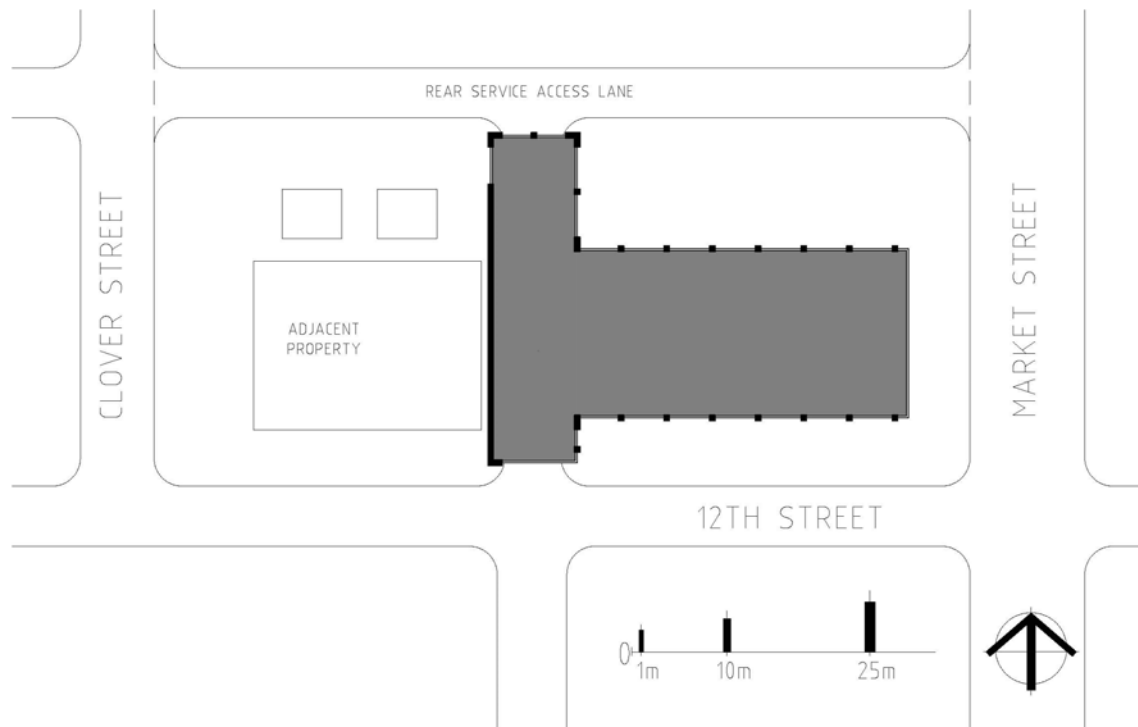 REAR SERVICE ACCESS LANE
CLOVER STREET
ADJACENT
PROPERTY
MARKET STREET
12TH STREET
0
1m 10m 25m